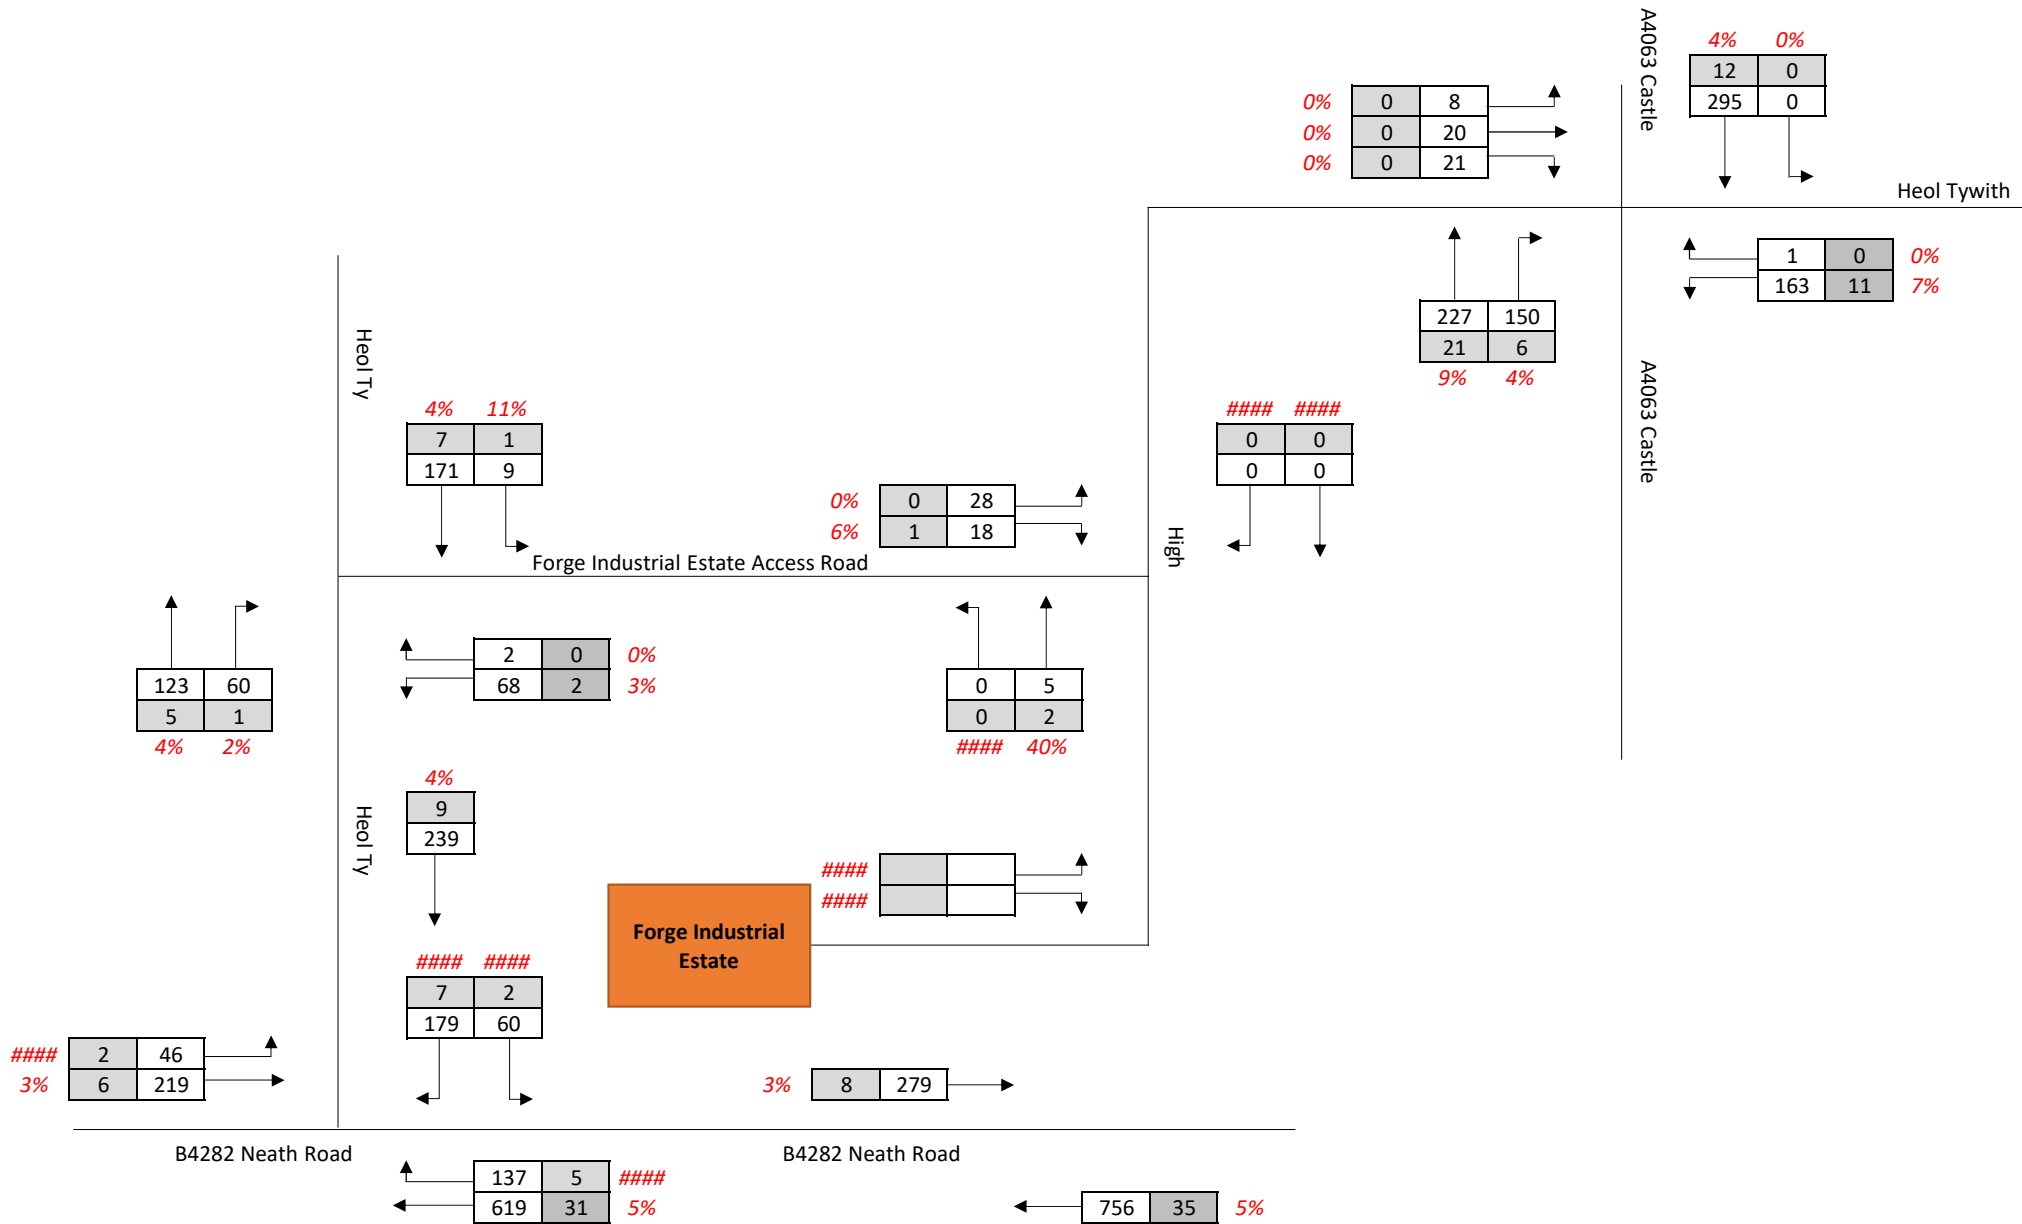 A4063 Castle
4% 0%
12 0
295 0
0% 0 8
0% 0 20
0% 0 21
Heol Tywith
1 0 0%
163 11 7%
227 150
21 6
9% 4%
A4063 Castle
Heol Ty
4% 11%
7 1
171 9
#### ####
0 0
0 0
0% 0 28
6% 1 18
High
Forge Industrial Estate Access Road
2 0 0%
68 2 3%
123 60
5 1
4% 2%
0 5
0 2
#### 40%
4%
9
239
Heol Ty
####
####
Forge Industrial
Estate
#### ####
7 2
179 60
#### 2 46
3% 6 219
3% 8 279
B4282 Neath Road
B4282 Neath Road
137 5 ####
619 31 5%
756 35 5%